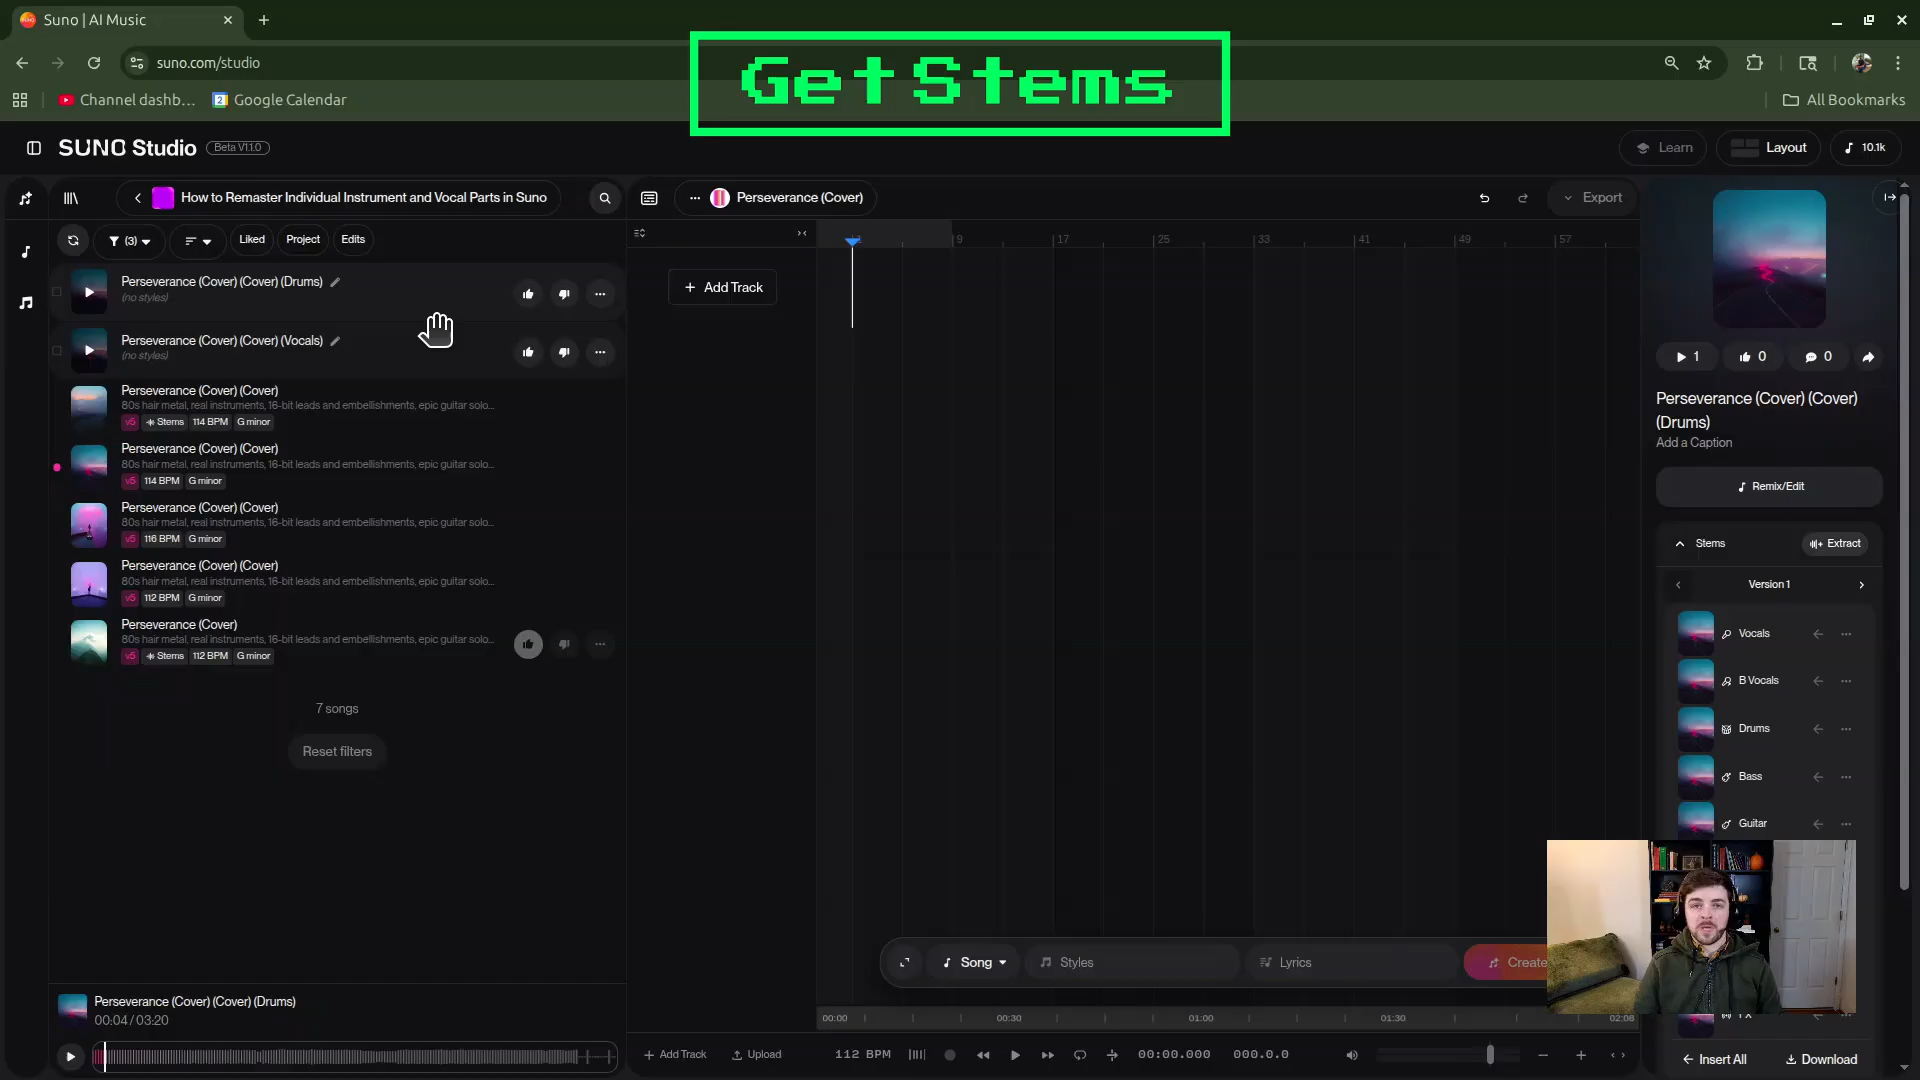 Suno | AI Music
suno.com/studio
Channel dashb...
Google Calendar
All Bookmarks
Get Stems
SUNO Studio
Beta V1.1.0
Learn
Layout
10.1k
How to Remaster Individual Instrument and Vocal Parts in Suno
Perseverance (Cover)
Export
(3)
Liked
Project
Edits
9
17
25
33
41
49
57
Add Track
Perseverance (Cover) (Cover) (Drums)
(no styles)
Perseverance (Cover) (Cover) (Vocals)
(no styles)
Perseverance (Cover) (Cover)
80s hair metal, real instruments, 16-bit leads and embellishments, epic guitar solo...
v5 Stems 114 BPM G minor
Perseverance (Cover) (Cover)
80s hair metal, real instruments, 16-bit leads and embellishments, epic guitar solo...
v5 114 BPM G minor
Perseverance (Cover) (Cover)
80s hair metal, real instruments, 16-bit leads and embellishments, epic guitar solo...
v5 116 BPM G minor
Perseverance (Cover) (Cover)
80s hair metal, real instruments, 16-bit leads and embellishments, epic guitar solo...
v5 112 BPM G minor
Perseverance (Cover)
80s hair metal, real instruments, 16-bit leads and embellishments, epic guitar solo...
v5 Stems 112 BPM G minor
7 songs
Reset filters
1
0
0
Perseverance (Cover) (Cover)
(Drums)
Add a Caption
Remix/Edit
Stems
Extract
Version 1
Vocals
B Vocals
Drums
Bass
Guitar
Insert All
Download
Song
Styles
Lyrics
Create
00:00
00:30
01:00
01:30
02:08
Perseverance (Cover) (Cover) (Drums)
00:04 / 03:20
Add Track
Upload
112 BPM
00:00.000
000.0.0